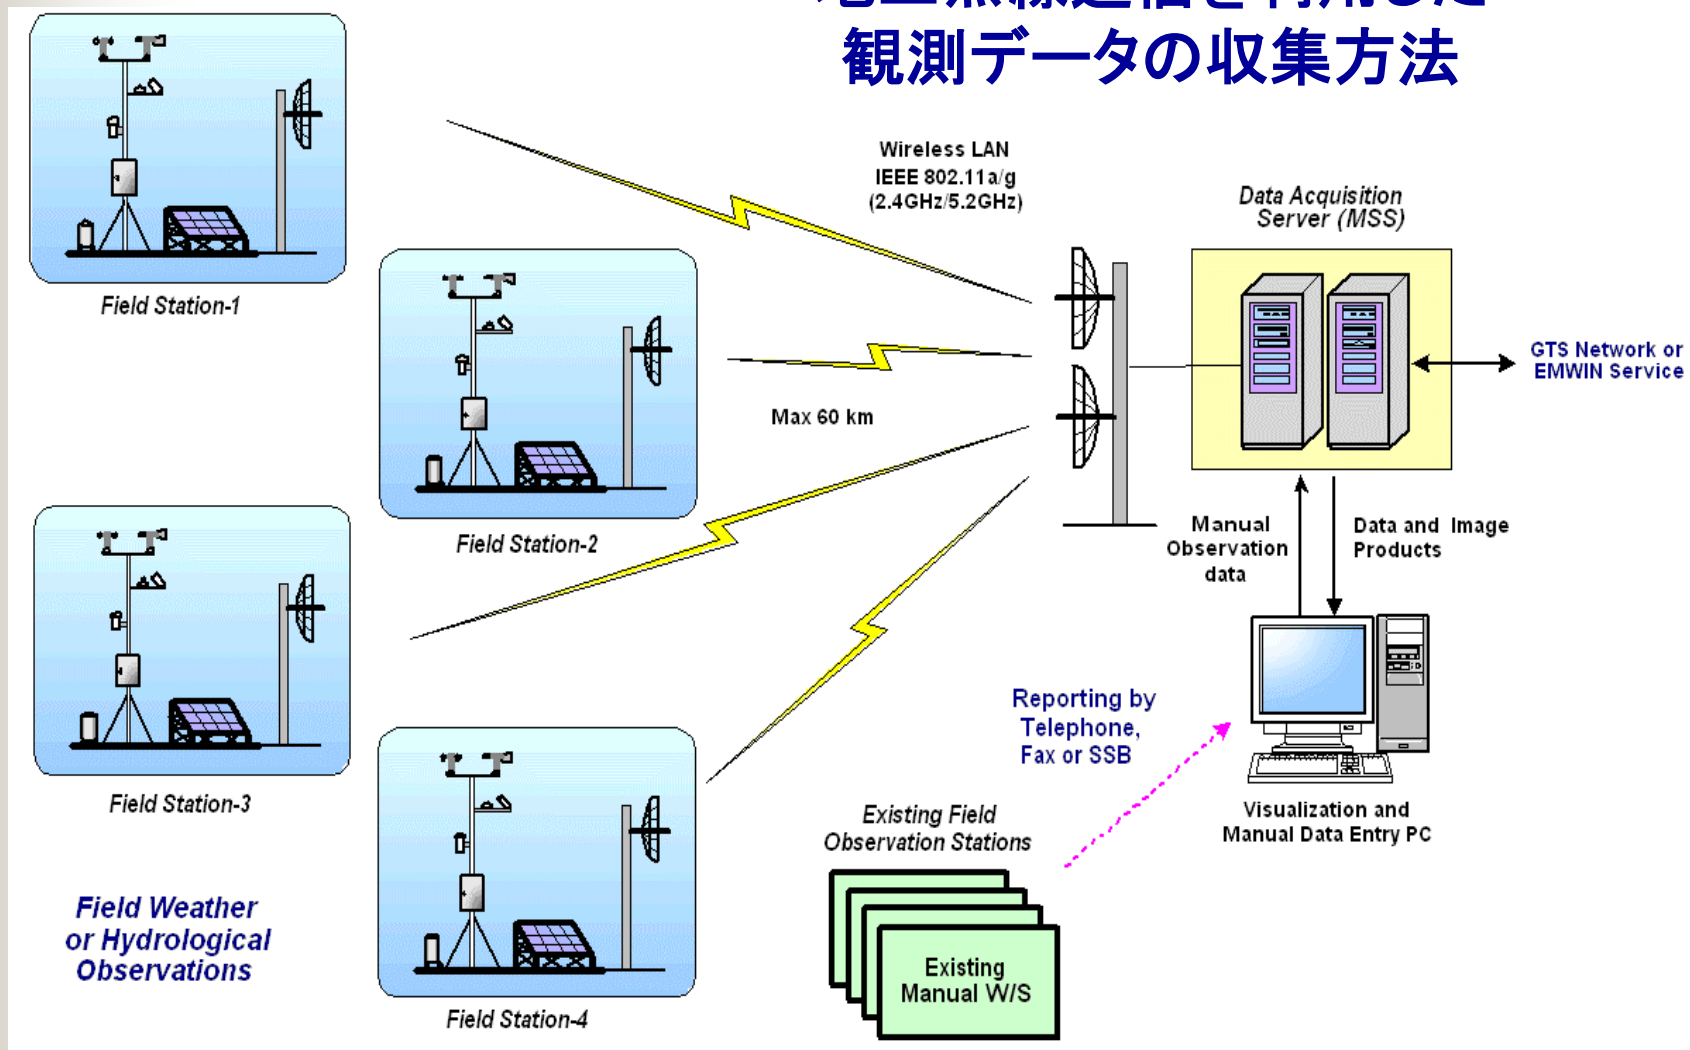 観測データの収集方法
Wireless LAN
IEEE 802.11a/g
(2.4GHz/5.2GHz)
Data Acquisition
Server (MSS)
Field Station-1
GTS Network or
EMWIN Service
Max 60 km
Field Station-2
Manual
Observation
data
Data and Image
Products
Reporting by
Telephone,
Fax or SSB
Field Station-3
Visualization and
Manual Data Entry PC
Existing Field
Observation Stations
Field Weather
or Hydrological
Observations
Existing
Manual W/S
Field Station-4